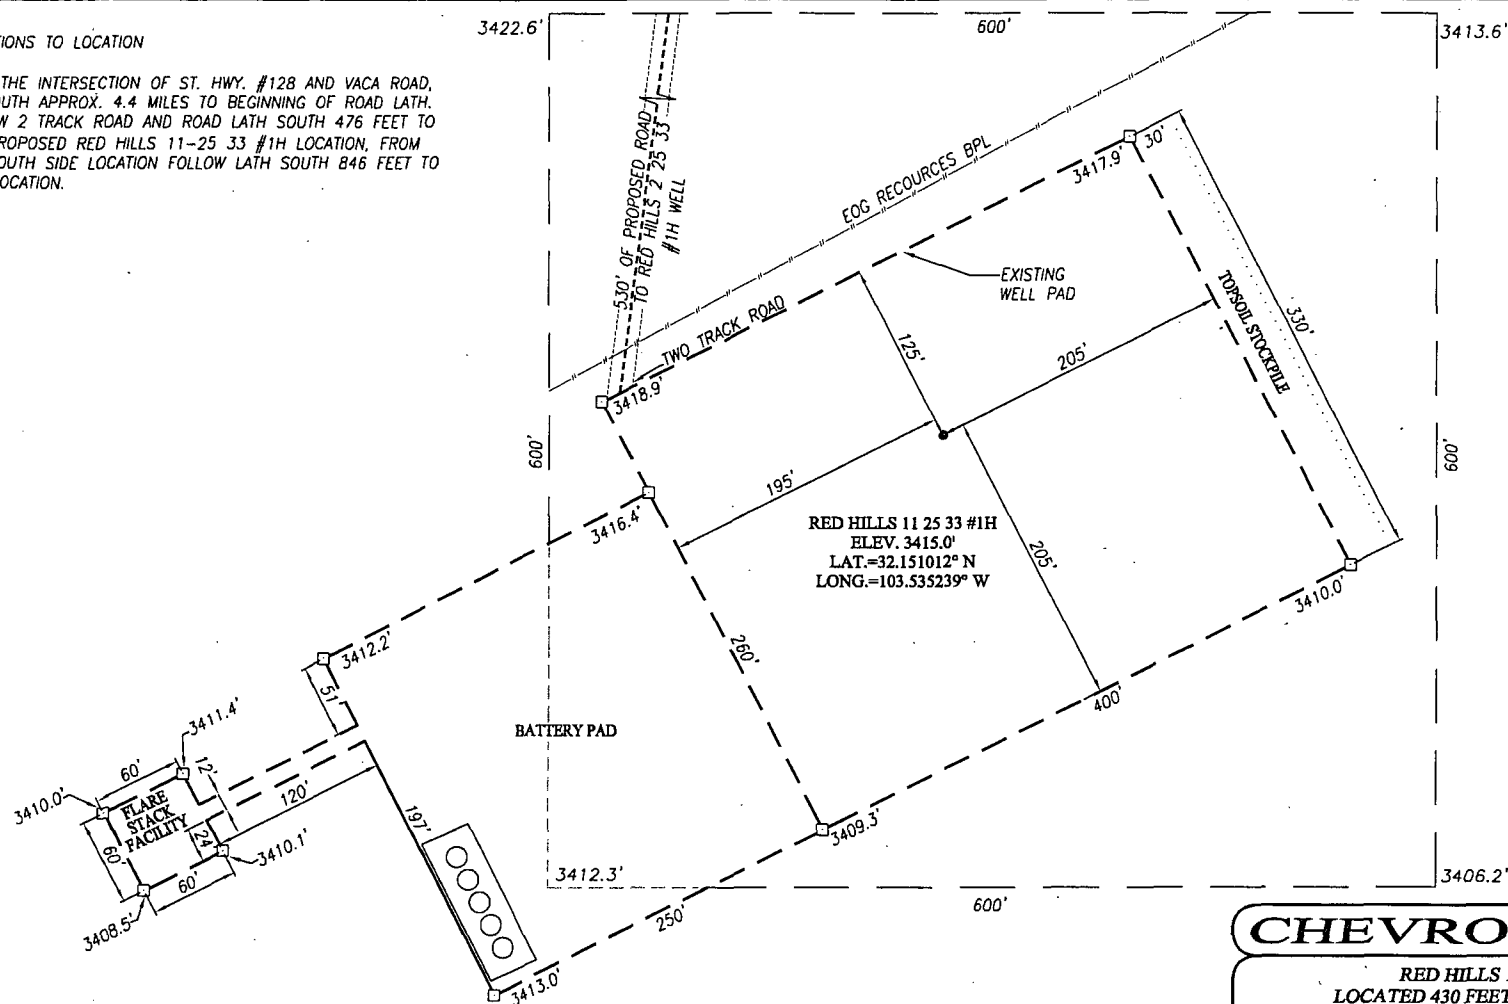 IONS TO LOCATION
THE INTERSECTION OF ST. HWY. #128 AND VACA ROAD,
UTH APPROX. 4.4 MILES TO BEGINNING OF ROAD LATH.
W 2 TRACK ROAD AND ROAD LATH SOUTH 476 FEET TO
ROPOSED RED HILLS 11-25 33 #1H LOCATION, FROM
OUTH SIDE LOCATION FOLLOW LATH SOUTH 846 FEET TO
OCATION.
3422.6'
600'
3413.6'
530' OF PROPOSED ROAD
TO RED HILLS 2 25 33
#1H WELL
EOG RECOURCES BPL
3417.9'
30'
EXISTING
WELL PAD
TWO TRACK ROAD
3418.9'
125'
205'
TOPSOIL STOCKPILE
330'
600'
600'
195'
3416.4'
RED HILLS 11 25 33 #1H
ELEV. 3415.0'
LAT.=32.151012° N
LONG.=103.535239° W
205'
3410.0'
3412.2'
260'
51'
400'
BATTERY PAD
3411.4'
60'
12'
3410.0'
FLARE
STACK
FACILITY
120'
24'
60'
3410.1'
60'
3408.5'
197'
3409.3'
3412.3'
3406.2'
600'
250'
3413.0'
CHEVRO
RED HILLS
LOCATED 430 FEET